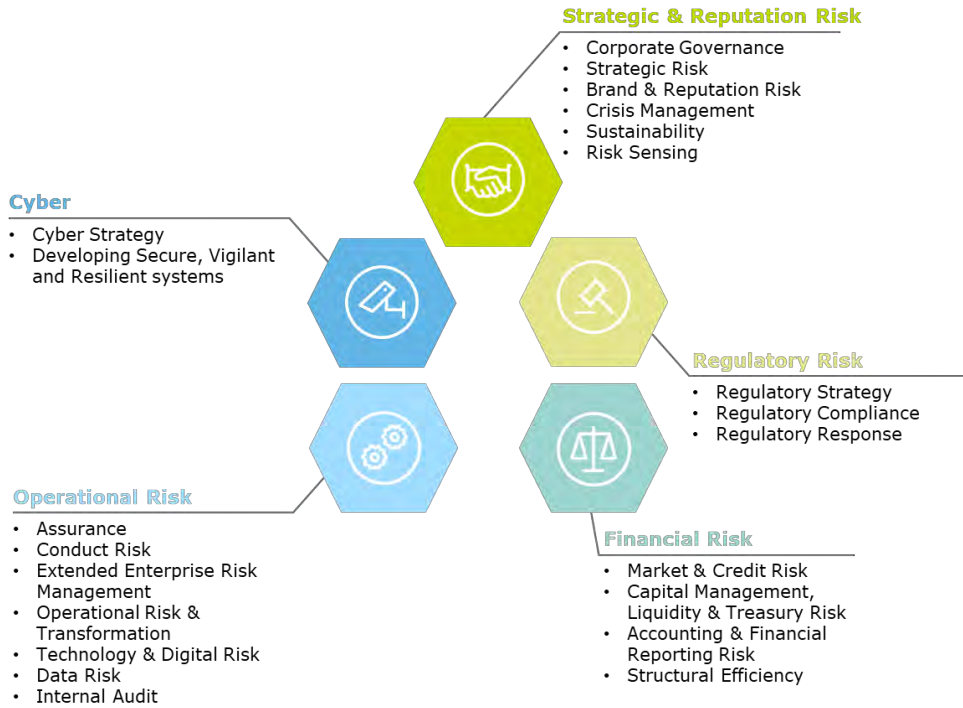 Strategic & Reputation Risk
• Corporate Governance
• Strategic Risk
• Brand & Reputation Risk
• Crisis Management
• Sustainability
• Risk Sensing
Cyber
• Cyber Strategy
• Developing Secure, Vigilant
and Resilient systems
Regulatory Risk
• Regulatory Strategy
• Regulatory Compliance
• Regulatory Response
Operational Risk
• Assurance
• Conduct Risk
• Extended Enterprise Risk
Management
• Operational Risk &
Transformation
• Technology & Digital Risk
• Data Risk
• Internal Audit
Financial Risk
• Market & Credit Risk
• Capital Management,
Liquidity & Treasury Risk
• Accounting & Financial
Reporting Risk
• Structural Efficiency